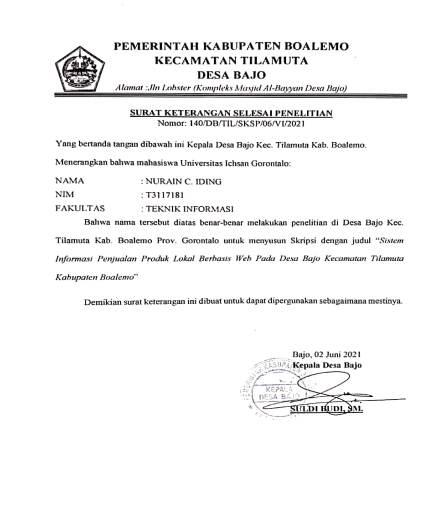 PEMERINTAH KABUPATEN BOALEMO
KECAMATAN TILAMUTA
DESA BAJO
Alamat :Jln Lobster (Kompleks Masjid Al-Bayyan Desa Bajo)
SURAT KETERANGAN SELESAI PENELITIAN
Nomor: 140/DB/TIL/SKSP/06/VI/2021
Yang bertanda tangan dibawah ini Kepala Desa Bajo Kec. Tilamuta Kab. Boalemo.
Menerangkan bahwa mahasiswa Universitas Ichsan Gorontalo:
NAMA : NURAIN C. IDING
NIM : T3117181
FAKULTAS : TEKNIK INFORMASI
Bahwa nama tersebut diatas benar-benar melakukan penelitian di Desa Bajo Kec.
Tilamuta Kab. Boalemo Prov. Gorontalo untuk menyusun Skripsi dengan judul “Sistem
Informasi Penjualan Produk Lokal Berbasis Web Pada Desa Bajo Kecamatan Tilamuta
Kabupaten Boalemo”
Demikian surat keterangan ini dibuat untuk dapat dipergunakan sebagaimana mestinya.
Bajo, 02 Juni 2021
Kepala Desa Bajo
KEPALA
DESA BAJO
SULDI BUDI, SM.